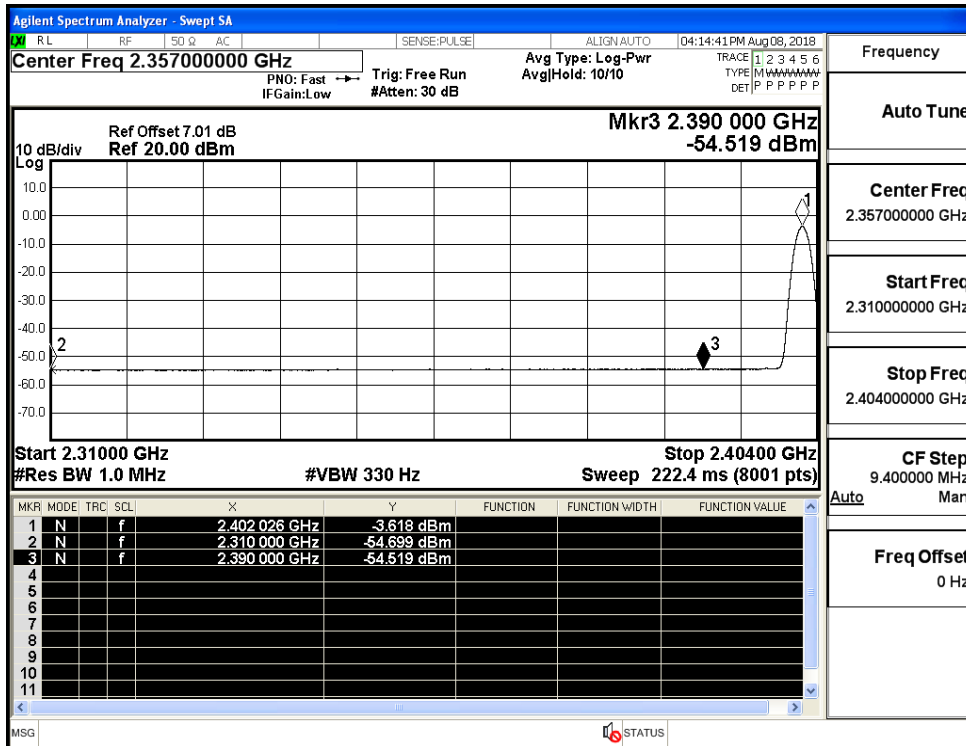 Agilent Spectrum Analyzer - Swept SA
LXI RL RF 50 Ω AC SENSE:PULSE ALIGN AUTO 04:14:41 PM Aug 08, 2018
Center Freq 2.357000000 GHz
PNO: Fast
IFGain:Low
Trig: Free Run
#Atten: 30 dB
Avg Type: Log-Pwr
Avg|Hold: 10/10
TRACE 1 2 3 4 5 6
TYPE M WWWWW
DET P P P P P P
Mkr3 2.390 000 GHz
-54.519 dBm
Ref Offset 7.01 dB
10 dB/div Ref 20.00 dBm
Log
10.0
0.00
-10.0
-20.0
-30.0
-40.0
-50.0
-60.0
-70.0
1
2
3
Start 2.31000 GHz Stop 2.40400 GHz
#Res BW 1.0 MHz #VBW 330 Hz Sweep 222.4 ms (8001 pts)
MKR MODE TRC SCL X Y FUNCTION FUNCTION WIDTH FUNCTION VALUE
1 N f 2.402 026 GHz -3.618 dBm
2 N f 2.310 000 GHz -54.699 dBm
3 N f 2.390 000 GHz -54.519 dBm
4
5
6
7
8
9
10
11
MSG STATUS
Frequency
Auto Tune
Center Freq
2.357000000 GHz
Start Freq
2.310000000 GHz
Stop Freq
2.404000000 GHz
CF Step
9.400000 MHz
Auto Man
Freq Offset
0 Hz